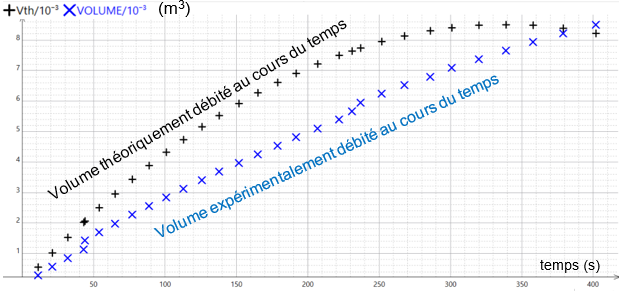 +Vth/10⁻³ ×VOLUME/10⁻³ (m³)
8
7
6
5
4
3
2
1
Volume théoriquement débité au cours du temps
Volume expérimentalement débité au cours du temps
temps (s)
50 100 150 200 250 300 350 400